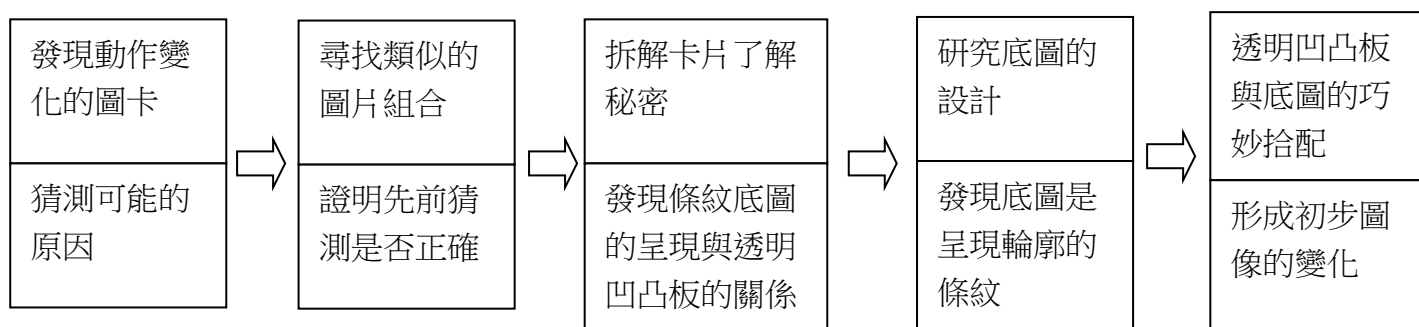 發現動作變
化的圖卡
猜測可能的
原因
尋找類似的
圖片組合
證明先前猜
測是否正確
拆解卡片了解
秘密
發現條紋底圖
的呈現與透明
凹凸板的關係
研究底圖的
設計
發現底圖是
呈現輪廓的
條紋
透明凹凸板
與底圖的巧
妙拾配
形成初步圖
像的變化